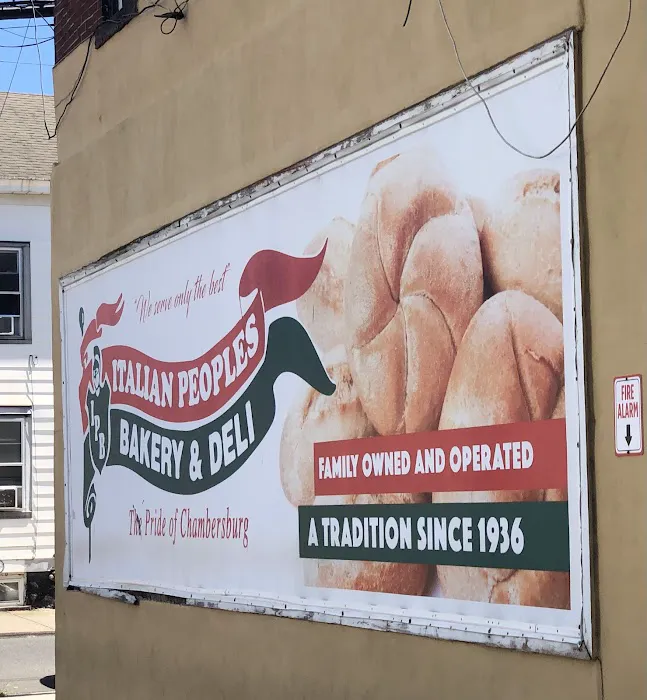 "We serve only the best"
ITALIAN PEOPLES
IPB
BAKERY & DELI
The Pride of Chambersburg
FAMILY OWNED AND OPERATED
A TRADITION SINCE 1936
FIRE
ALARM